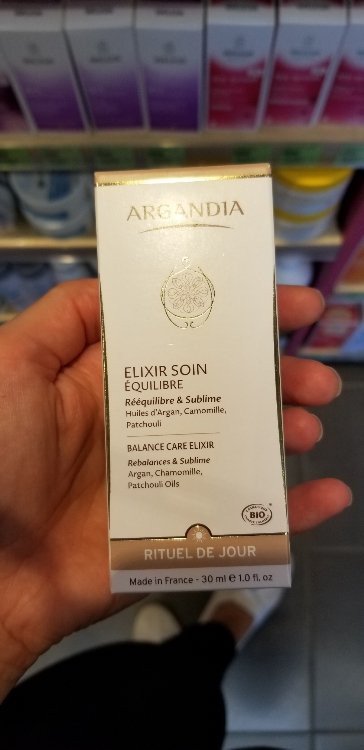 ARGANDIA
ELIXIR SOIN
ÉQUILIBRE
Rééquilibre & Sublime
Huiles d'Argan, Camomille,
Patchouli
BALANCE CARE ELIXIR
Rebalances & Sublime
Argan, Chamomille,
Patchouli Oils
BIO
RITUEL DE JOUR
Made in France - 30 ml e 1.0 fl. oz